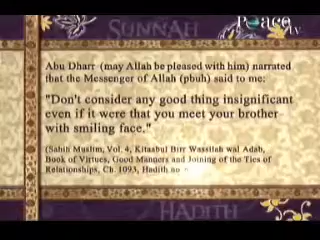 SUNNAH
Peace
tv
Abu Dharr (may Allah be pleased with him) narrated
that the Messenger of Allah (pbuh) said to me:
"Don't consider any good thing insignificant
even if it were that you meet your brother
with smiling face."
(Sahih Muslim, Vol. 4, Kitasbul Birr Wassilah wal Adab,
Book of Virtues, Good Manners and Joining of the Ties of
Relationships, Ch. 1093, Hadith no
HADITH